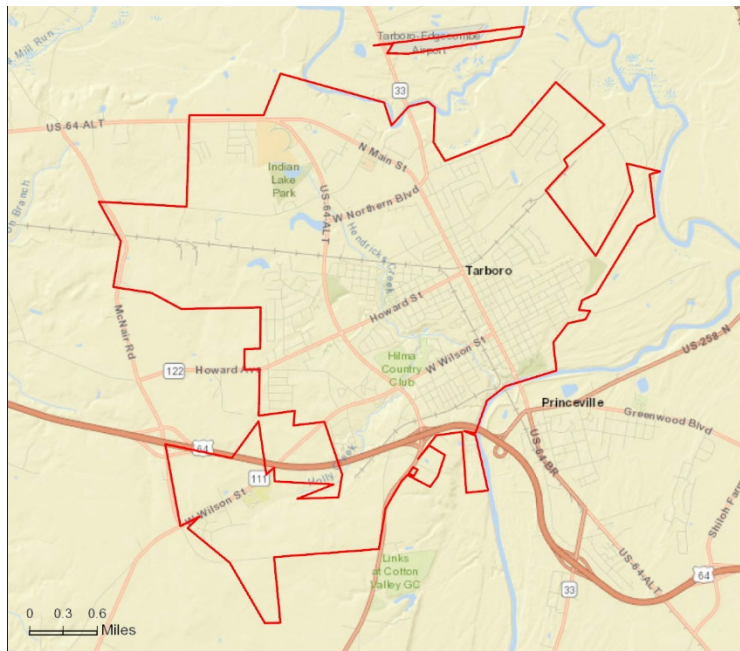 Mill Run
Tarboro-Edgecombe
Airport
33
US-64-ALT
N Main St
Indian
Lake
Park
US-64-ALT
W Northern Blvd
Branch
Hendricks Creek
Tarboro
McNair Rd
Howard St
US-258-N
122
Howard Ave
Hilma
Country
Club
W Wilson St
Princeville
Greenwood Blvd
64
US-64-BR
111
Holly Creek
W Wilson St
Shiloh Farm
US-64-ALT
Links
at Cotton
Valley GC
33
64
0 0.3 0.6
Miles